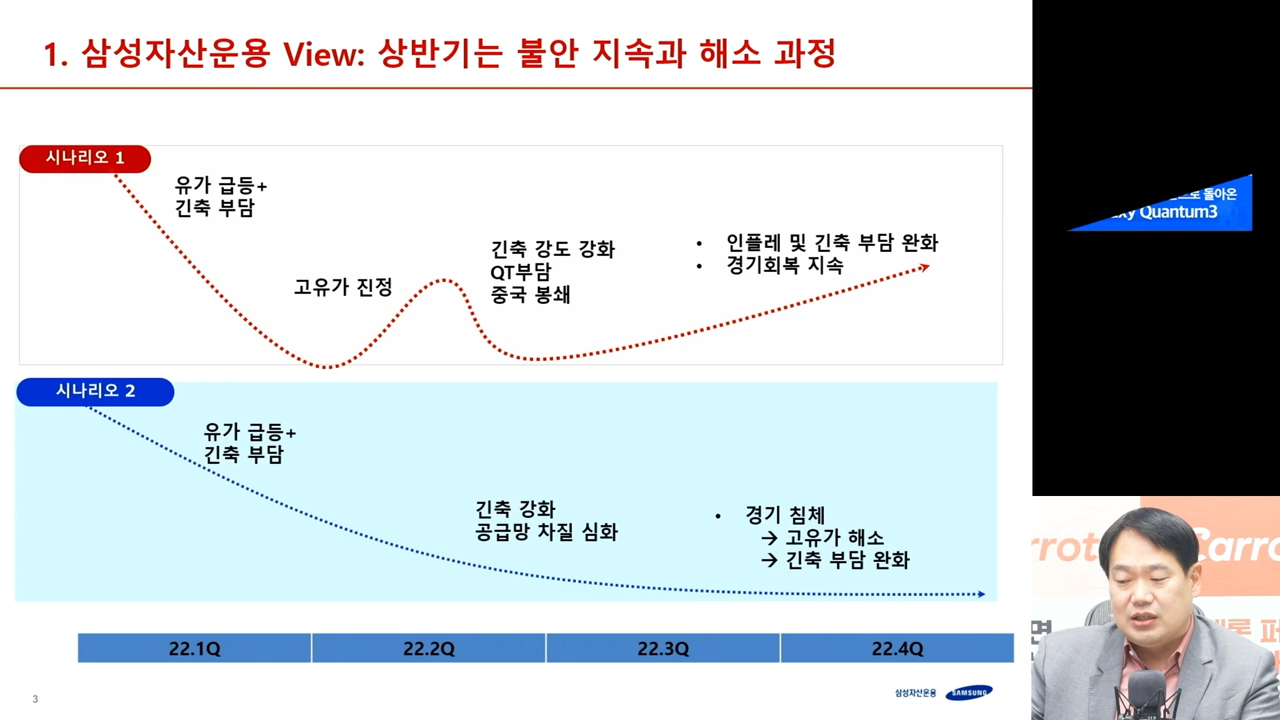 1. 삼성자산운용 View: 상반기는 불안 지속과 해소 과정
시나리오 1
유가 급등+
긴축 부담
고유가 진정
긴축 강도 강화
QT부담
중국 봉쇄
• 인플레 및 긴축 부담 완화
• 경기회복 지속
시나리오 2
유가 급등+
긴축 부담
긴축 강화
공급망 차질 심화
• 경기 침체
→ 고유가 해소
→ 긴축 부담 완화
22.1Q 22.2Q 22.3Q 22.4Q
3
삼성자산운용 SAMSUNG
돌아온
Quantum3